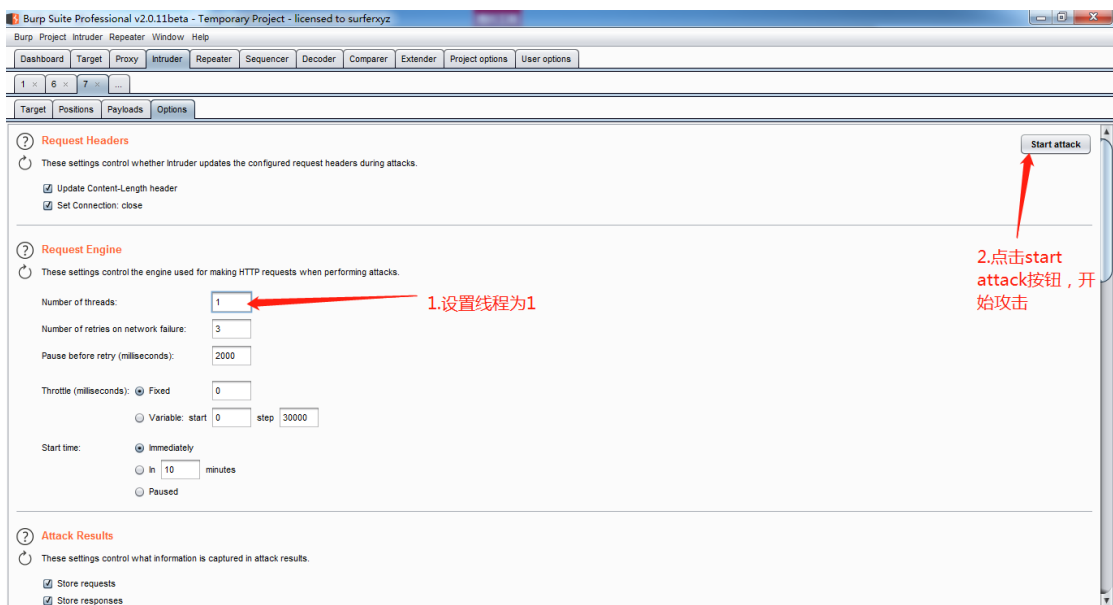 Burp Suite Professional v2.0.11beta - Temporary Project - licensed to surferxyz
Burp Project Intruder Repeater Window Help
Dashboard Target Proxy Intruder Repeater Sequencer Decoder Comparer Extender Project options User options
1 × 6 × 7 × ...
Target Positions Payloads Options
Request Headers
Start attack
These settings control whether Intruder updates the configured request headers during attacks.
Update Content-Length header
Set Connection: close
Request Engine
These settings control the engine used for making HTTP requests when performing attacks.
2.点击start
attack按钮，开
始攻击
Number of threads: 1
1.设置线程为1
Number of retries on network failure: 3
Pause before retry (milliseconds): 2000
Throttle (milliseconds): Fixed 0
Variable: start 0 step 30000
Start time: Immediately
In 10 minutes
Paused
Attack Results
These settings control what information is captured in attack results.
Store requests
Store responses